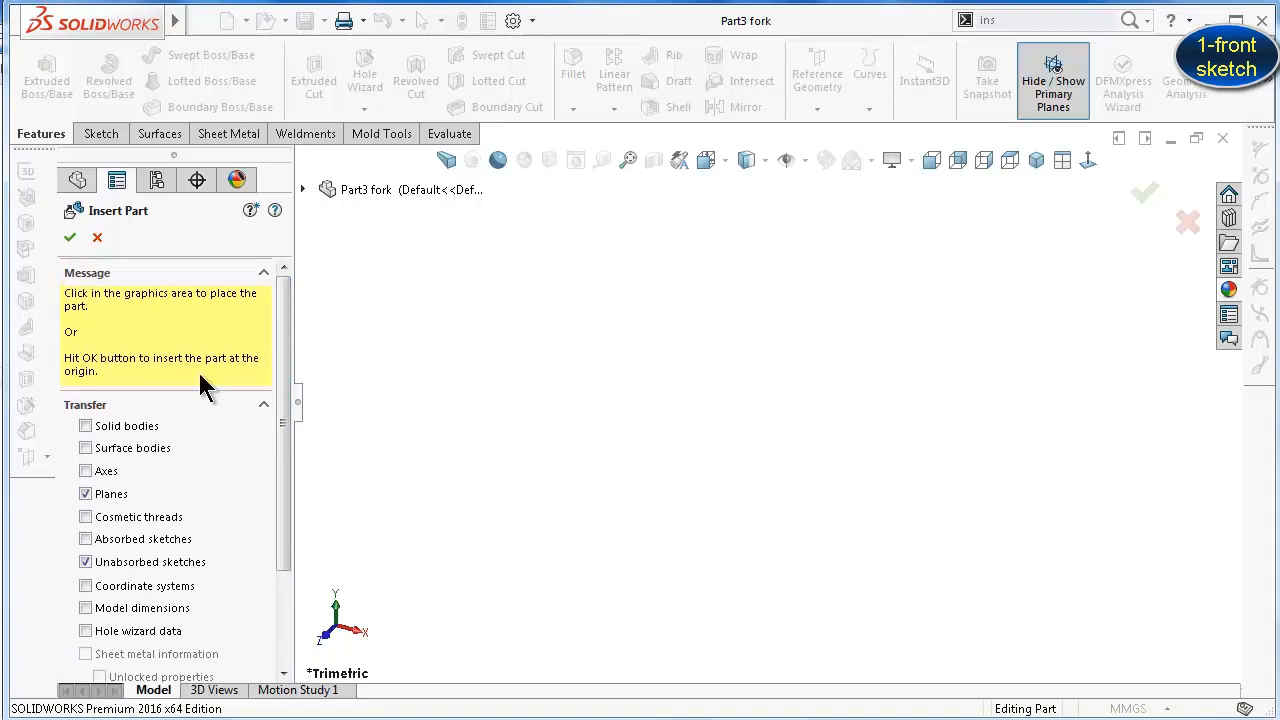 SOLIDWORKS
Part3 fork
ins
1-front
sketch
Extruded
Boss/Base
Revolved
Boss/Base
Swept Boss/Base
Lofted Boss/Base
Boundary Boss/Base
Extruded
Cut
Hole
Wizard
Revolved
Cut
Swept Cut
Lofted Cut
Boundary Cut
Fillet
Linear
Pattern
Rib
Draft
Shell
Wrap
Intersect
Mirror
Reference
Geometry
Curves
Instant3D
Take
Snapshot
Hide / Show
Primary
Planes
DFMXpress
Analysis
Wizard
Analysis
Features
Sketch
Surfaces
Sheet Metal
Weldments
Mold Tools
Evaluate
3D
Part3 fork (Default<<Def...
Insert Part
Message
Click in the graphics area to place the
part.
Or
Hit OK button to insert the part at the
origin.
Transfer
Solid bodies
Surface bodies
Axes
Planes
Cosmetic threads
Absorbed sketches
Unabsorbed sketches
Coordinate systems
Model dimensions
Hole wizard data
Sheet metal information
Unlocked properties
Y
X
Z
*Trimetric
Model
3D Views
Motion Study 1
SOLIDWORKS Premium 2016 x64 Edition
Editing Part
MMGS